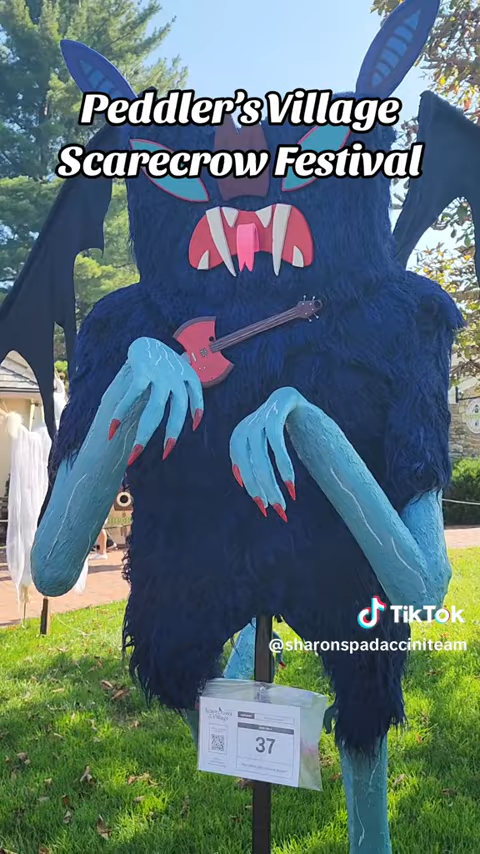 Peddler's Village
Scarecrow Festival
TikTok
@sharonspadacciniteam
37